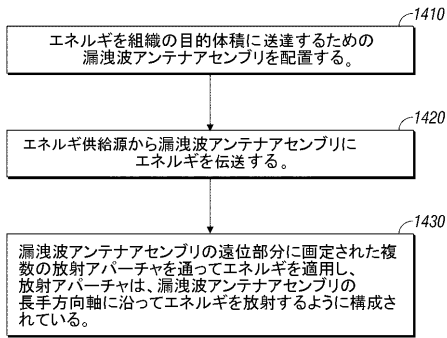 1410
エネルギを組織の目的体積に送達するための
漏洩波アンテナアセンブリを配置する。
1420
エネルギ供給源から漏洩波アンテナアセンブリに
エネルギを伝送する。
1430
漏洩波アンテナアセンブリの遠位部分に画定された複
数の放射アパーチャを通ってエネルギを適用し、
放射アパーチャは、漏洩波アンテナアセンブリの
長手方向軸に沿ってエネルギを放射するように構成さ
れている。